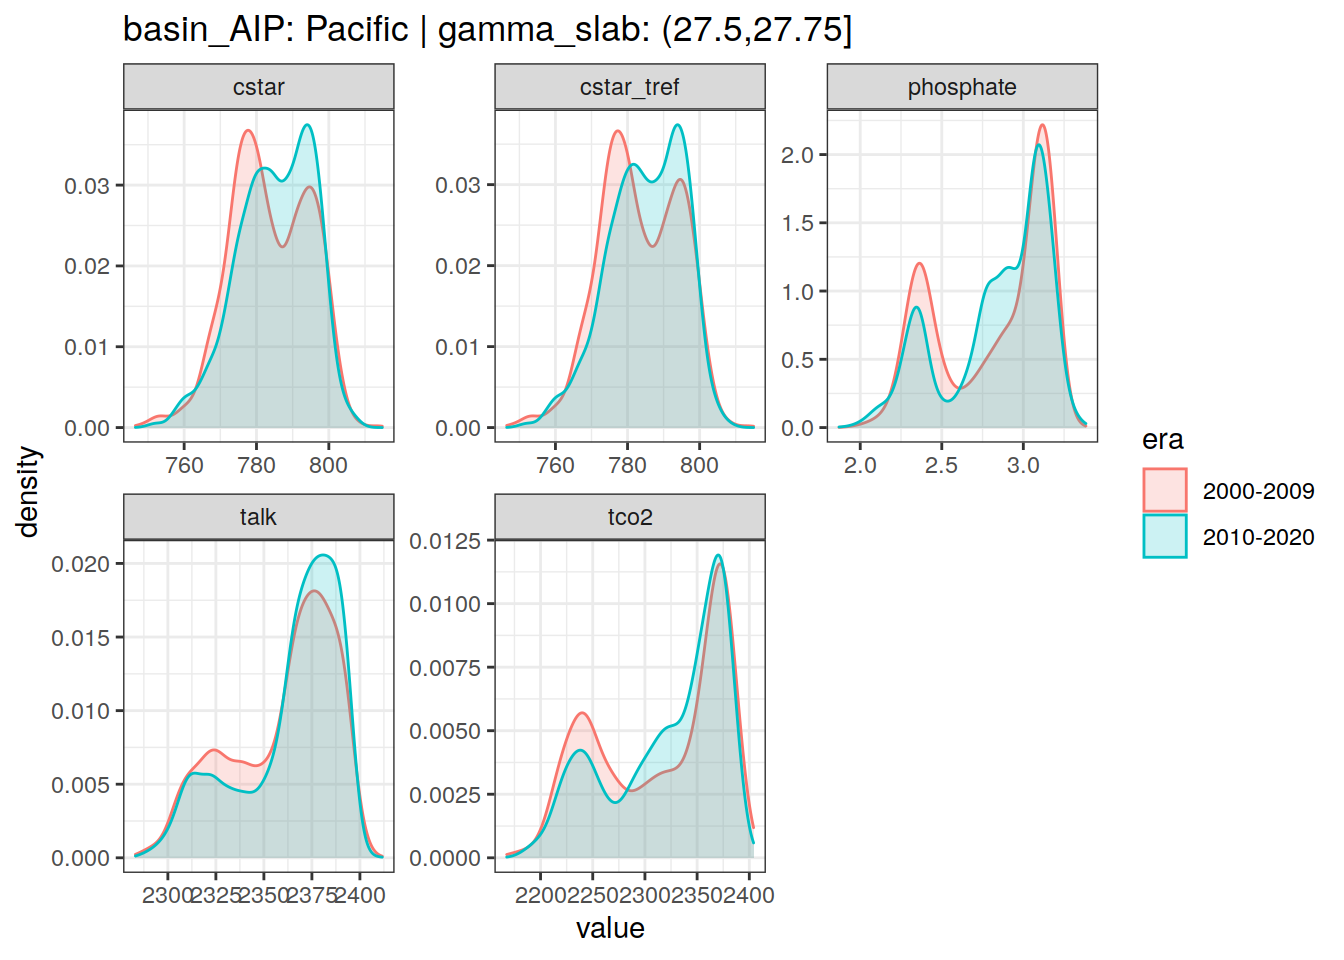 basin_AIP: Pacific | gamma_slab: (27.5,27.75]
cstar
cstar_tref
phosphate
0.03
0.02
0.01
0.00
760 780 800
0.03
0.02
0.01
0.00
760 780 800
2.0
1.5
1.0
0.5
0.0
2.0 2.5 3.0
talk
tco2
0.020
0.015
0.010
0.005
0.000
2300 2325 2350 2375 2400
0.0125
0.0100
0.0075
0.0050
0.0025
0.0000
2200 2250 2300 2350 2400
density
value
era
2000-2009
2010-2020